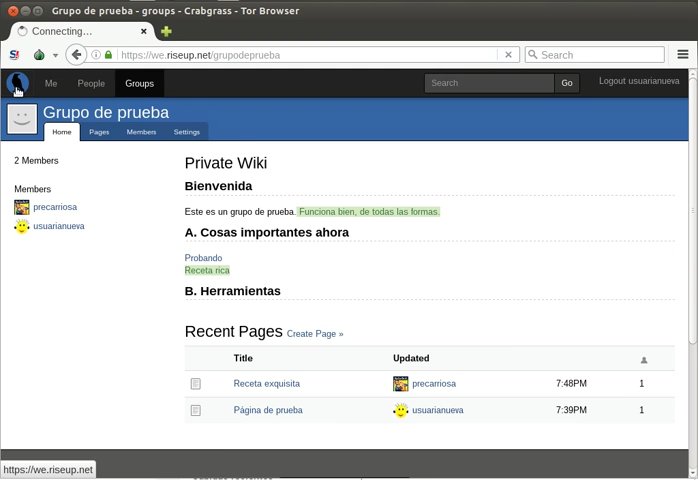 Grupo de prueba - groups - Crabgrass - Tor Browser
Connecting…
https://we.riseup.net/grupodeprueba
Search
Me People Groups
Search Go
Logout usuarianueva
Grupo de prueba
Home Pages Members Settings
2 Members
Members
precarriosa
usuarianueva
Private Wiki
Bienvenida
Este es un grupo de prueba. Funciona bien, de todas las formas.
A. Cosas importantes ahora
Probando
Receta rica
B. Herramientas
Recent Pages Create Page »
Title Updated
Receta exquisita precarriosa 7:48PM 1
Página de prueba usuarianueva 7:39PM 1
https://we.riseup.net